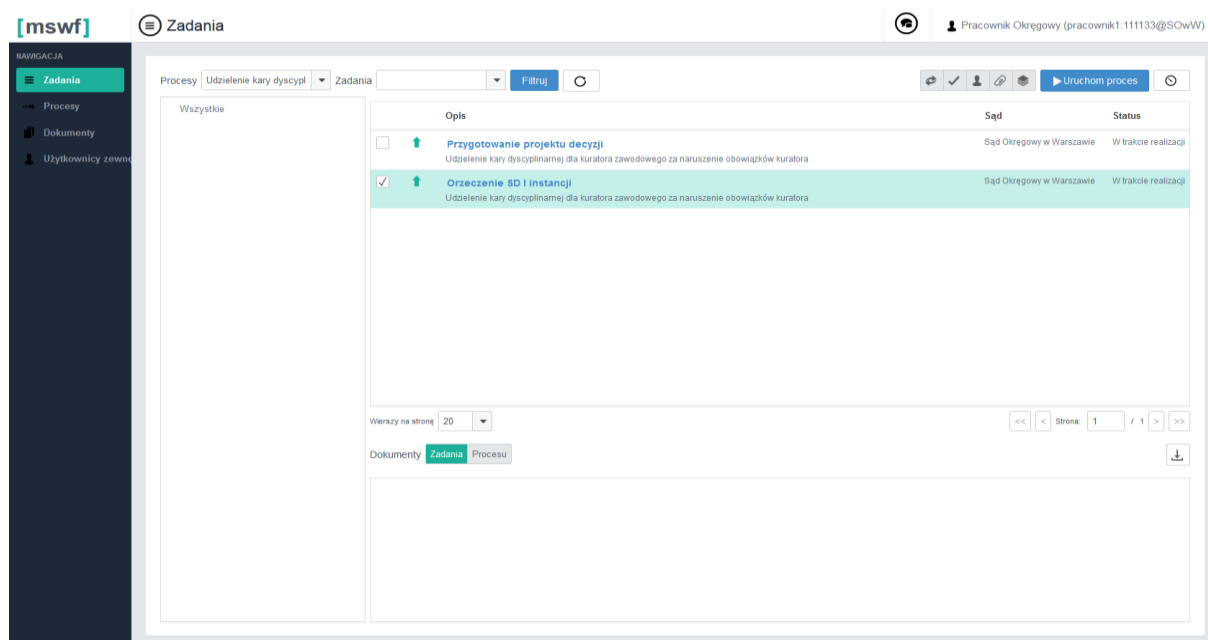 [mswf]
Zadania
Pracownik Okręgowy (pracownik1:111133@SOwW)
NAWIGACJA
Zadania
Procesy
Dokumenty
Użytkownicy zewnę
Procesy Udzielenie kary dyscypl Zadania Filtruj Uruchom proces
Wszystkie
Opis Sąd Status
Przygotowanie projektu decyzji Sąd Okręgowy w Warszawie W trakcie realizacji
Udzielenie kary dyscyplinarnej dla kuratora zawodowego za naruszenie obowiązków kuratora
Orzeczenie SD I instancji Sąd Okręgowy w Warszawie W trakcie realizacji
Udzielenie kary dyscyplinarnej dla kuratora zawodowego za naruszenie obowiązków kuratora
Wierszy na stronę 20 << < Strona: 1 / 1 > >>
Dokumenty Zadania Procesu